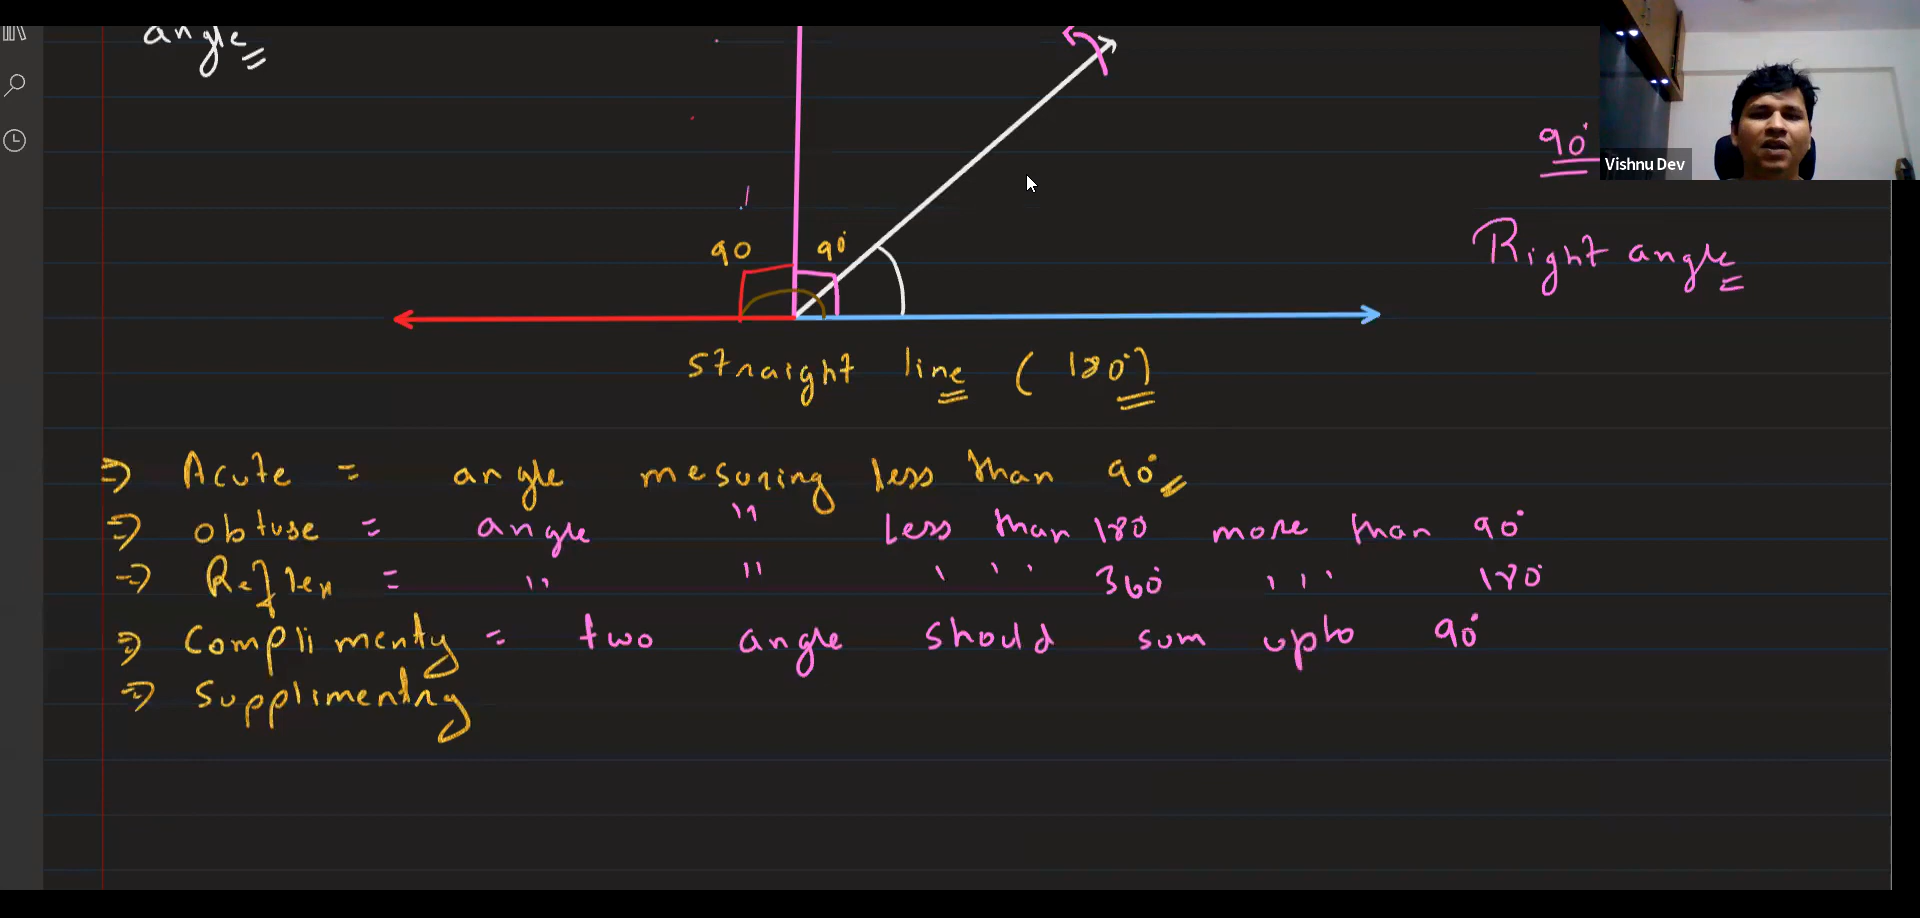 angle
90°
Vishnu Dev
90 90°
Right angle
straight line (180°)
⇒ Acute = angle mesuring less than 90°
⇒ obtuse = angle " less than 180 more than 90°
⇒ Reflex = " " ' ' ' 360° ' ' ' 180°
⇒ Complimenty = two angle should sum upto 90°
⇒ Supplimentry